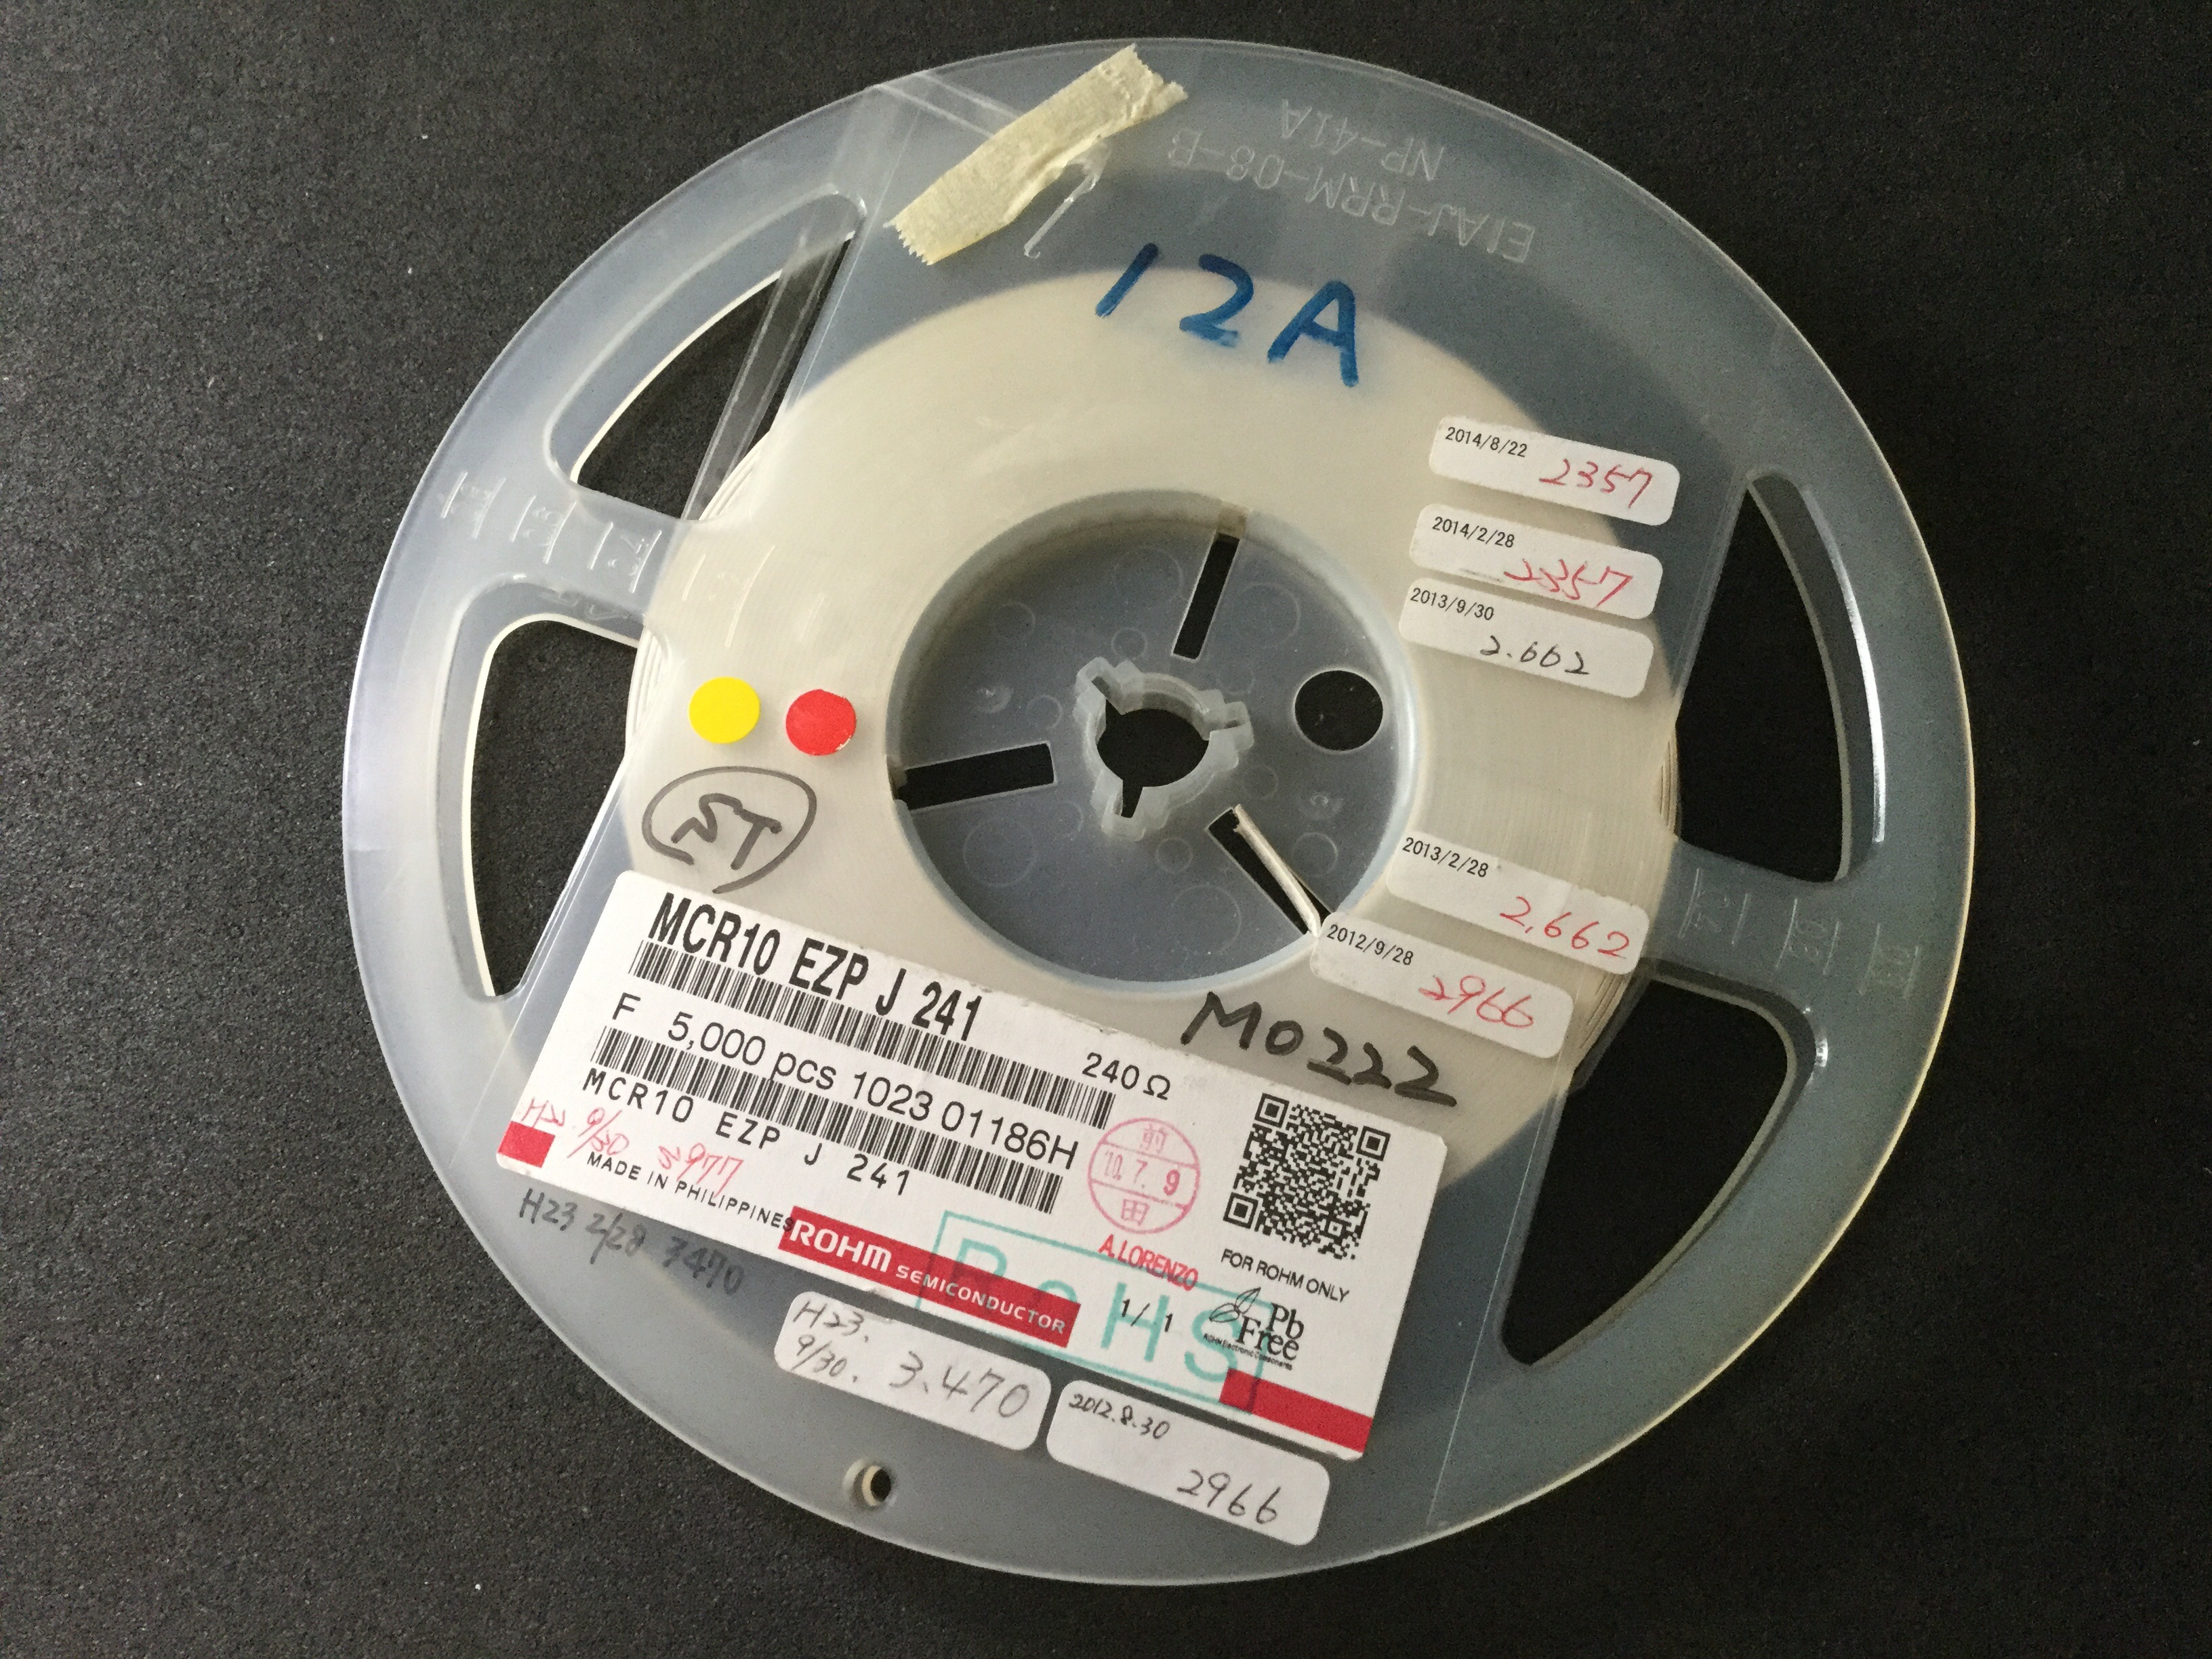 EIAJ-RRM-08-B
NP-41A
12A
2014/8/22
2357
2014/2/28
2357
2013/9/30
2.662
2013/2/28
2,662
2012/9/28
2966
M0222
MCR10 EZP J 241
240Ω
F 5,000 pcs 1023 01186H
MCR10 EZP J 241
9/30
MADE IN PHILIPPINES
前
10.7.9
田
A.LORENZO
FOR ROHM ONLY
ROHM SEMICONDUCTOR
1/1
Pb
Free
RoHS
H23 2/28 3470
H23.
9/30. 3.470
2012.8.30
2966